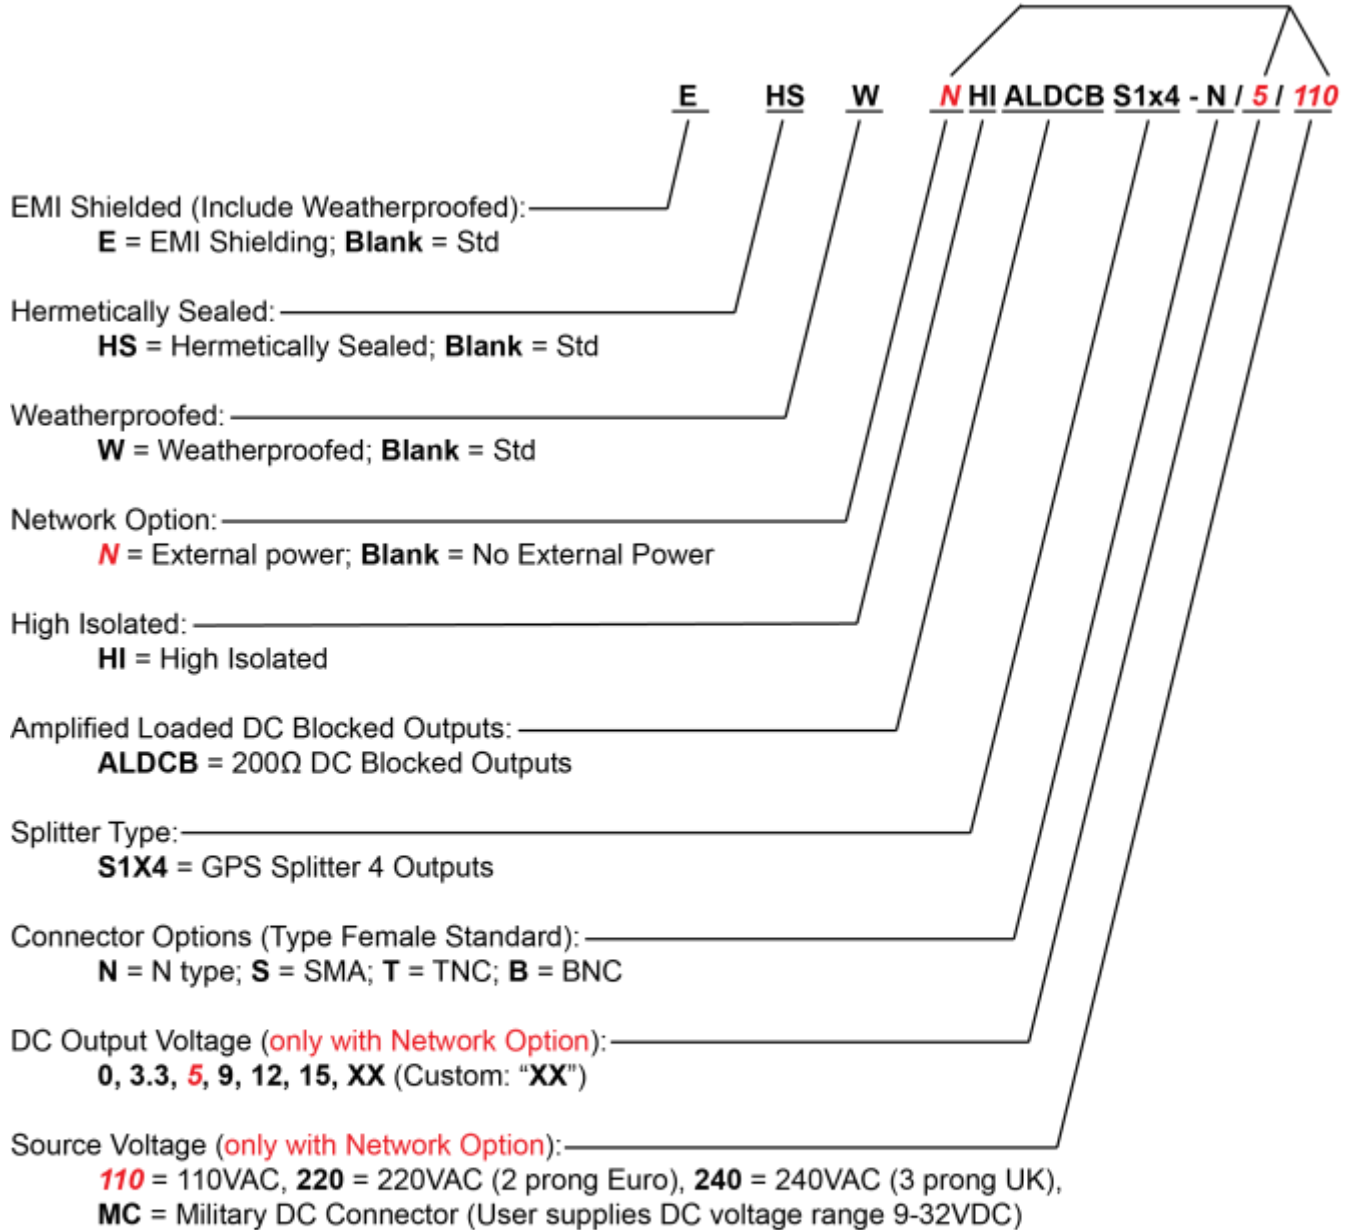 E HS W N HI ALDCB S1x4 - N / 5 / 110
EMI Shielded (Include Weatherproofed):
E = EMI Shielding; Blank = Std
Hermetically Sealed:
HS = Hermetically Sealed; Blank = Std
Weatherproofed:
W = Weatherproofed; Blank = Std
Network Option:
N = External power; Blank = No External Power
High Isolated:
HI = High Isolated
Amplified Loaded DC Blocked Outputs:
ALDCB = 200Ω DC Blocked Outputs
Splitter Type:
S1X4 = GPS Splitter 4 Outputs
Connector Options (Type Female Standard):
N = N type; S = SMA; T = TNC; B = BNC
DC Output Voltage (only with Network Option):
0, 3.3, 5, 9, 12, 15, XX (Custom: “XX”)
Source Voltage (only with Network Option):
110 = 110VAC, 220 = 220VAC (2 prong Euro), 240 = 240VAC (3 prong UK),
MC = Military DC Connector (User supplies DC voltage range 9-32VDC)